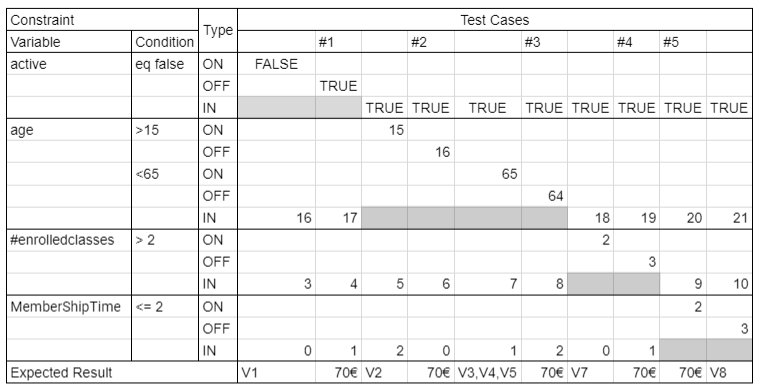 Constraint Type Test Cases
Variable Condition #1 #2 #3 #4 #5
active eq false ON FALSE
OFF TRUE
IN TRUE TRUE TRUE TRUE TRUE TRUE TRUE TRUE
age >15 ON 15
OFF 16
<65 ON 65
OFF 64
IN 16 17 18 19 20 21
#enrolledclasses > 2 ON 2
OFF 3
IN 3 4 5 6 7 8 9 10
MemberShipTime <= 2 ON 2
OFF 3
IN 0 1 2 0 1 2 0 1
Expected Result V1 70€ V2 70€ V3,V4,V5 70€ V7 70€ 70€ V8